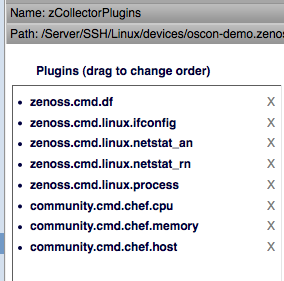 Name: zCollectorPlugins
Path: /Server/SSH/Linux/devices/oscon-demo.zenos
Plugins (drag to change order)
• zenoss.cmd.df X
• zenoss.cmd.linux.ifconfig X
• zenoss.cmd.linux.netstat_an X
• zenoss.cmd.linux.netstat_rn X
• zenoss.cmd.linux.process X
• community.cmd.chef.cpu X
• community.cmd.chef.memory X
• community.cmd.chef.host X